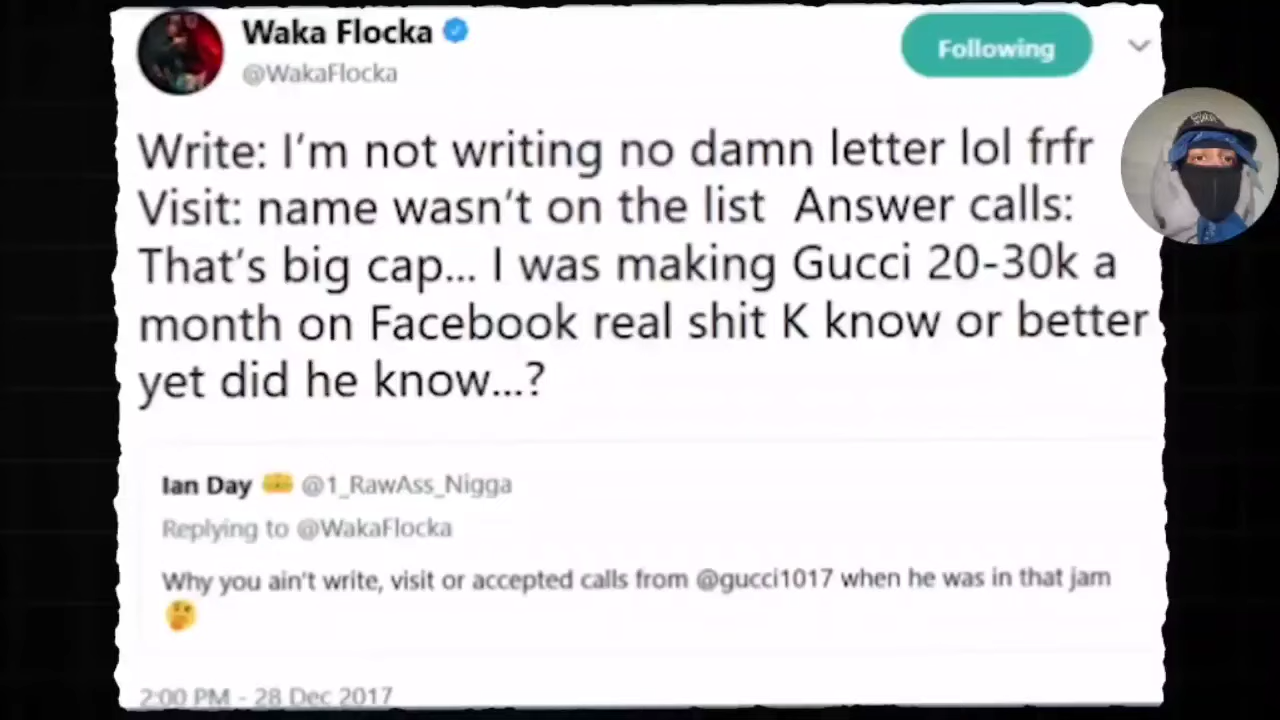 Waka Flocka
@WakaFlocka
Following
Write: I'm not writing no damn letter lol frfr
Visit: name wasn't on the list Answer calls:
That's big cap... I was making Gucci 20-30k a
month on Facebook real shit K know or better
yet did he know...?
Ian Day @1_RawAss_Nigga
Replying to @WakaFlocka
Why you ain't write, visit or accepted calls from @gucci1017 when he was in that jam
🤔
2:00 PM - 28 Dec 2017